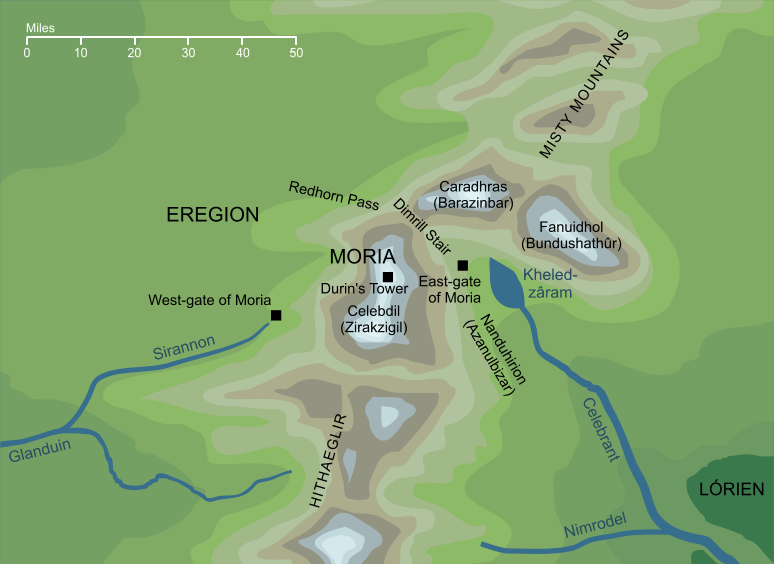 Miles
0 10 20 30 40 50
MISTY MOUNTAINS
Redhorn Pass
Caradhras
(Barazinbar)
EREGION
Dimrill Stair
Fanuidhol
(Bundushathûr)
MORIA
Durin's Tower
East-gate
of Moria
Kheled-
zâram
West-gate of Moria
Celebdil
(Zirakzigil)
Nanduhirion
(Azanulbizar)
Sirannon
Glanduin
HITHAEGLIR
Celebrant
LÓRIEN
Nimrodel